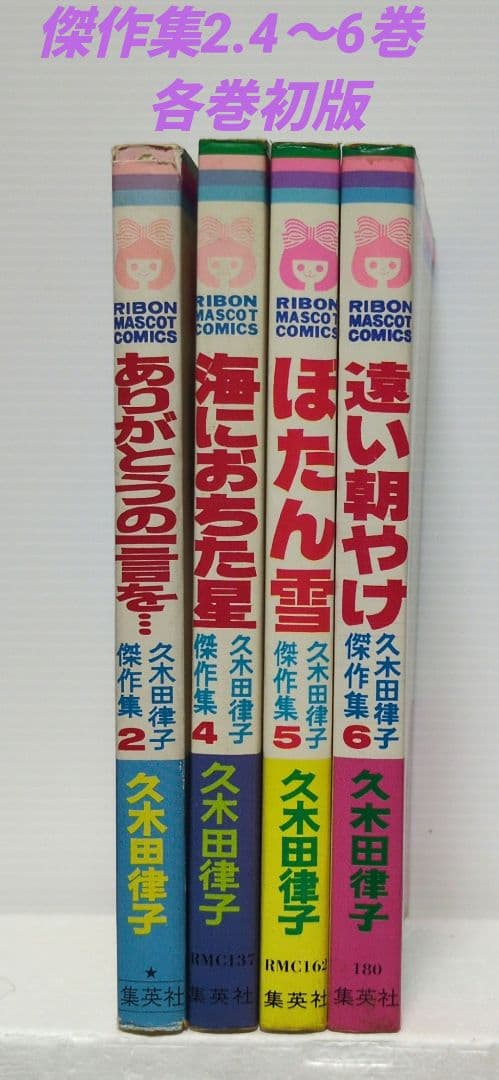 傑作集2.4〜6巻
各巻初版
RIBON
MASCOT
COMICS
ありがとうの一言を…
久木田律子
傑作集2
久木田律子
★
集英社
RIBON
MASCOT
COMICS
海におちた星
久木田律子
傑作集4
久木田律子
RMC137
集英社
RIBON
MASCOT
COMICS
ぼたん雪
久木田律子
傑作集5
久木田律子
RMC162
集英社
RIBON
MASCOT
COMICS
遠い朝やけ
久木田律子
傑作集6
久木田律子
180
集英社